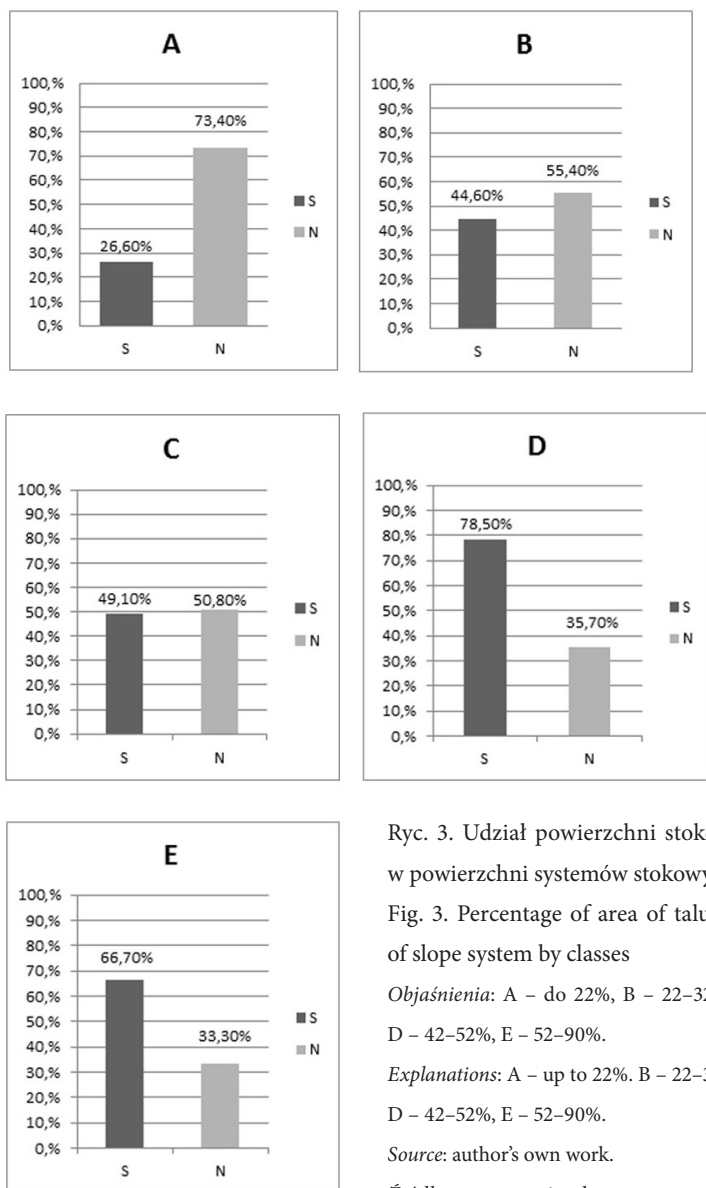 A
100,%
90,%
80,%
70,%
60,%
50,%
40,%
30,%
20,%
10,%
0,%
26,60%
73,40%
S
N
S
N
B
100,%
90,%
80,%
70,%
60,%
50,%
40,%
30,%
20,%
10,%
0,%
44,60%
55,40%
S
N
S
N
C
100,%
90,%
80,%
70,%
60,%
50,%
40,%
30,%
20,%
10,%
0,%
49,10%
50,80%
S
N
S
N
D
100,%
90,%
80,%
70,%
60,%
50,%
40,%
30,%
20,%
10,%
0,%
78,50%
35,70%
S
N
S
N
E
100,%
90,%
80,%
70,%
60,%
50,%
40,%
30,%
20,%
10,%
0,%
66,70%
33,30%
S
N
S
N
Ryc. 3. Udział powierzchni
w powierzchni systemów
Fig. 3. Percentage of area of
of slope system by classes
Objaśnienia: A – do 22%, B –
D – 42–52%, E – 52–90%.
Explanations: A – up to 22%. B –
D – 42–52%, E – 52–90%.
Source: author's own work.